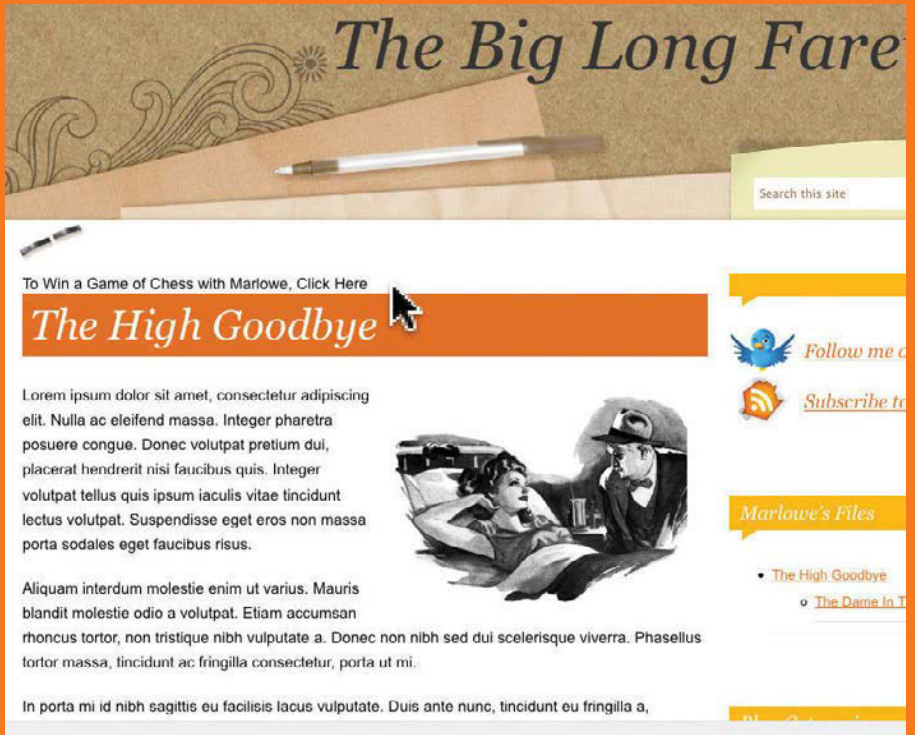 The Big Long
Search this site
To Win a Game of Chess with Marlowe, Click Here
The High Goodbye
Follow me
Lorem ipsum dolor sit amet, consectetur adipiscing
elit. Nulla ac eleifend massa. Integer pharetra
posuere congue. Donec volutpat pretium dui,
placerat hendrerit nisi faucibus quis. Integer
volutpat tellus quis ipsum iaculis vitae tincidunt
lectus volutpat. Suspendisse eget eros non massa
porta sodales eget faucibus risus.
Aliquam interdum molestie enim ut varius. Mauris
blandit molestie odio a volutpat. Etiam accumsan
rhoncus tortor, non tristique nibh vulputate a. Donec non nibh sed dui scelerisque viverra. Phasellus
tortor massa, tincidunt ac fringilla consectetur, porta ut mi.
In porta mi id nibh sagittis eu facilisis lacus vulputate. Duis ante nunc, tincidunt eu fringilla a,
Subscribe to
Marlowe's Files
The High Goodbye
The Dame In